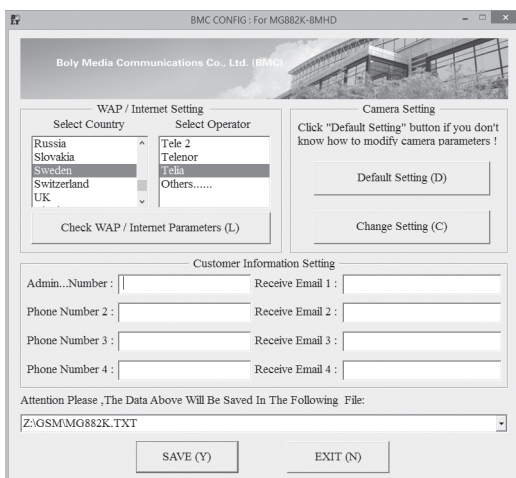 BMC CONFIG : For MG882K-8MHD
Boly Media Communications Co., Ltd. (BMC)
WAP / Internet Setting
Select Country
Select Operator
Russia
Slovakia
Sweden
Switzerland
UK
Tele 2
Telenor
Telia
Others......
Check WAP / Internet Parameters (L)
Camera Setting
Click "Default Setting" button if you don't
know how to modify camera parameters !
Default Setting (D)
Change Setting (C)
Customer Information Setting
Admin...Number :
Receive Email 1 :
Phone Number 2 :
Receive Email 2 :
Phone Number 3 :
Receive Email 3 :
Phone Number 4 :
Receive Email 4 :
Attention Please ,The Data Above Will Be Saved In The Following File:
Z:\GSM\MG882K.TXT
SAVE (Y)
EXIT (N)